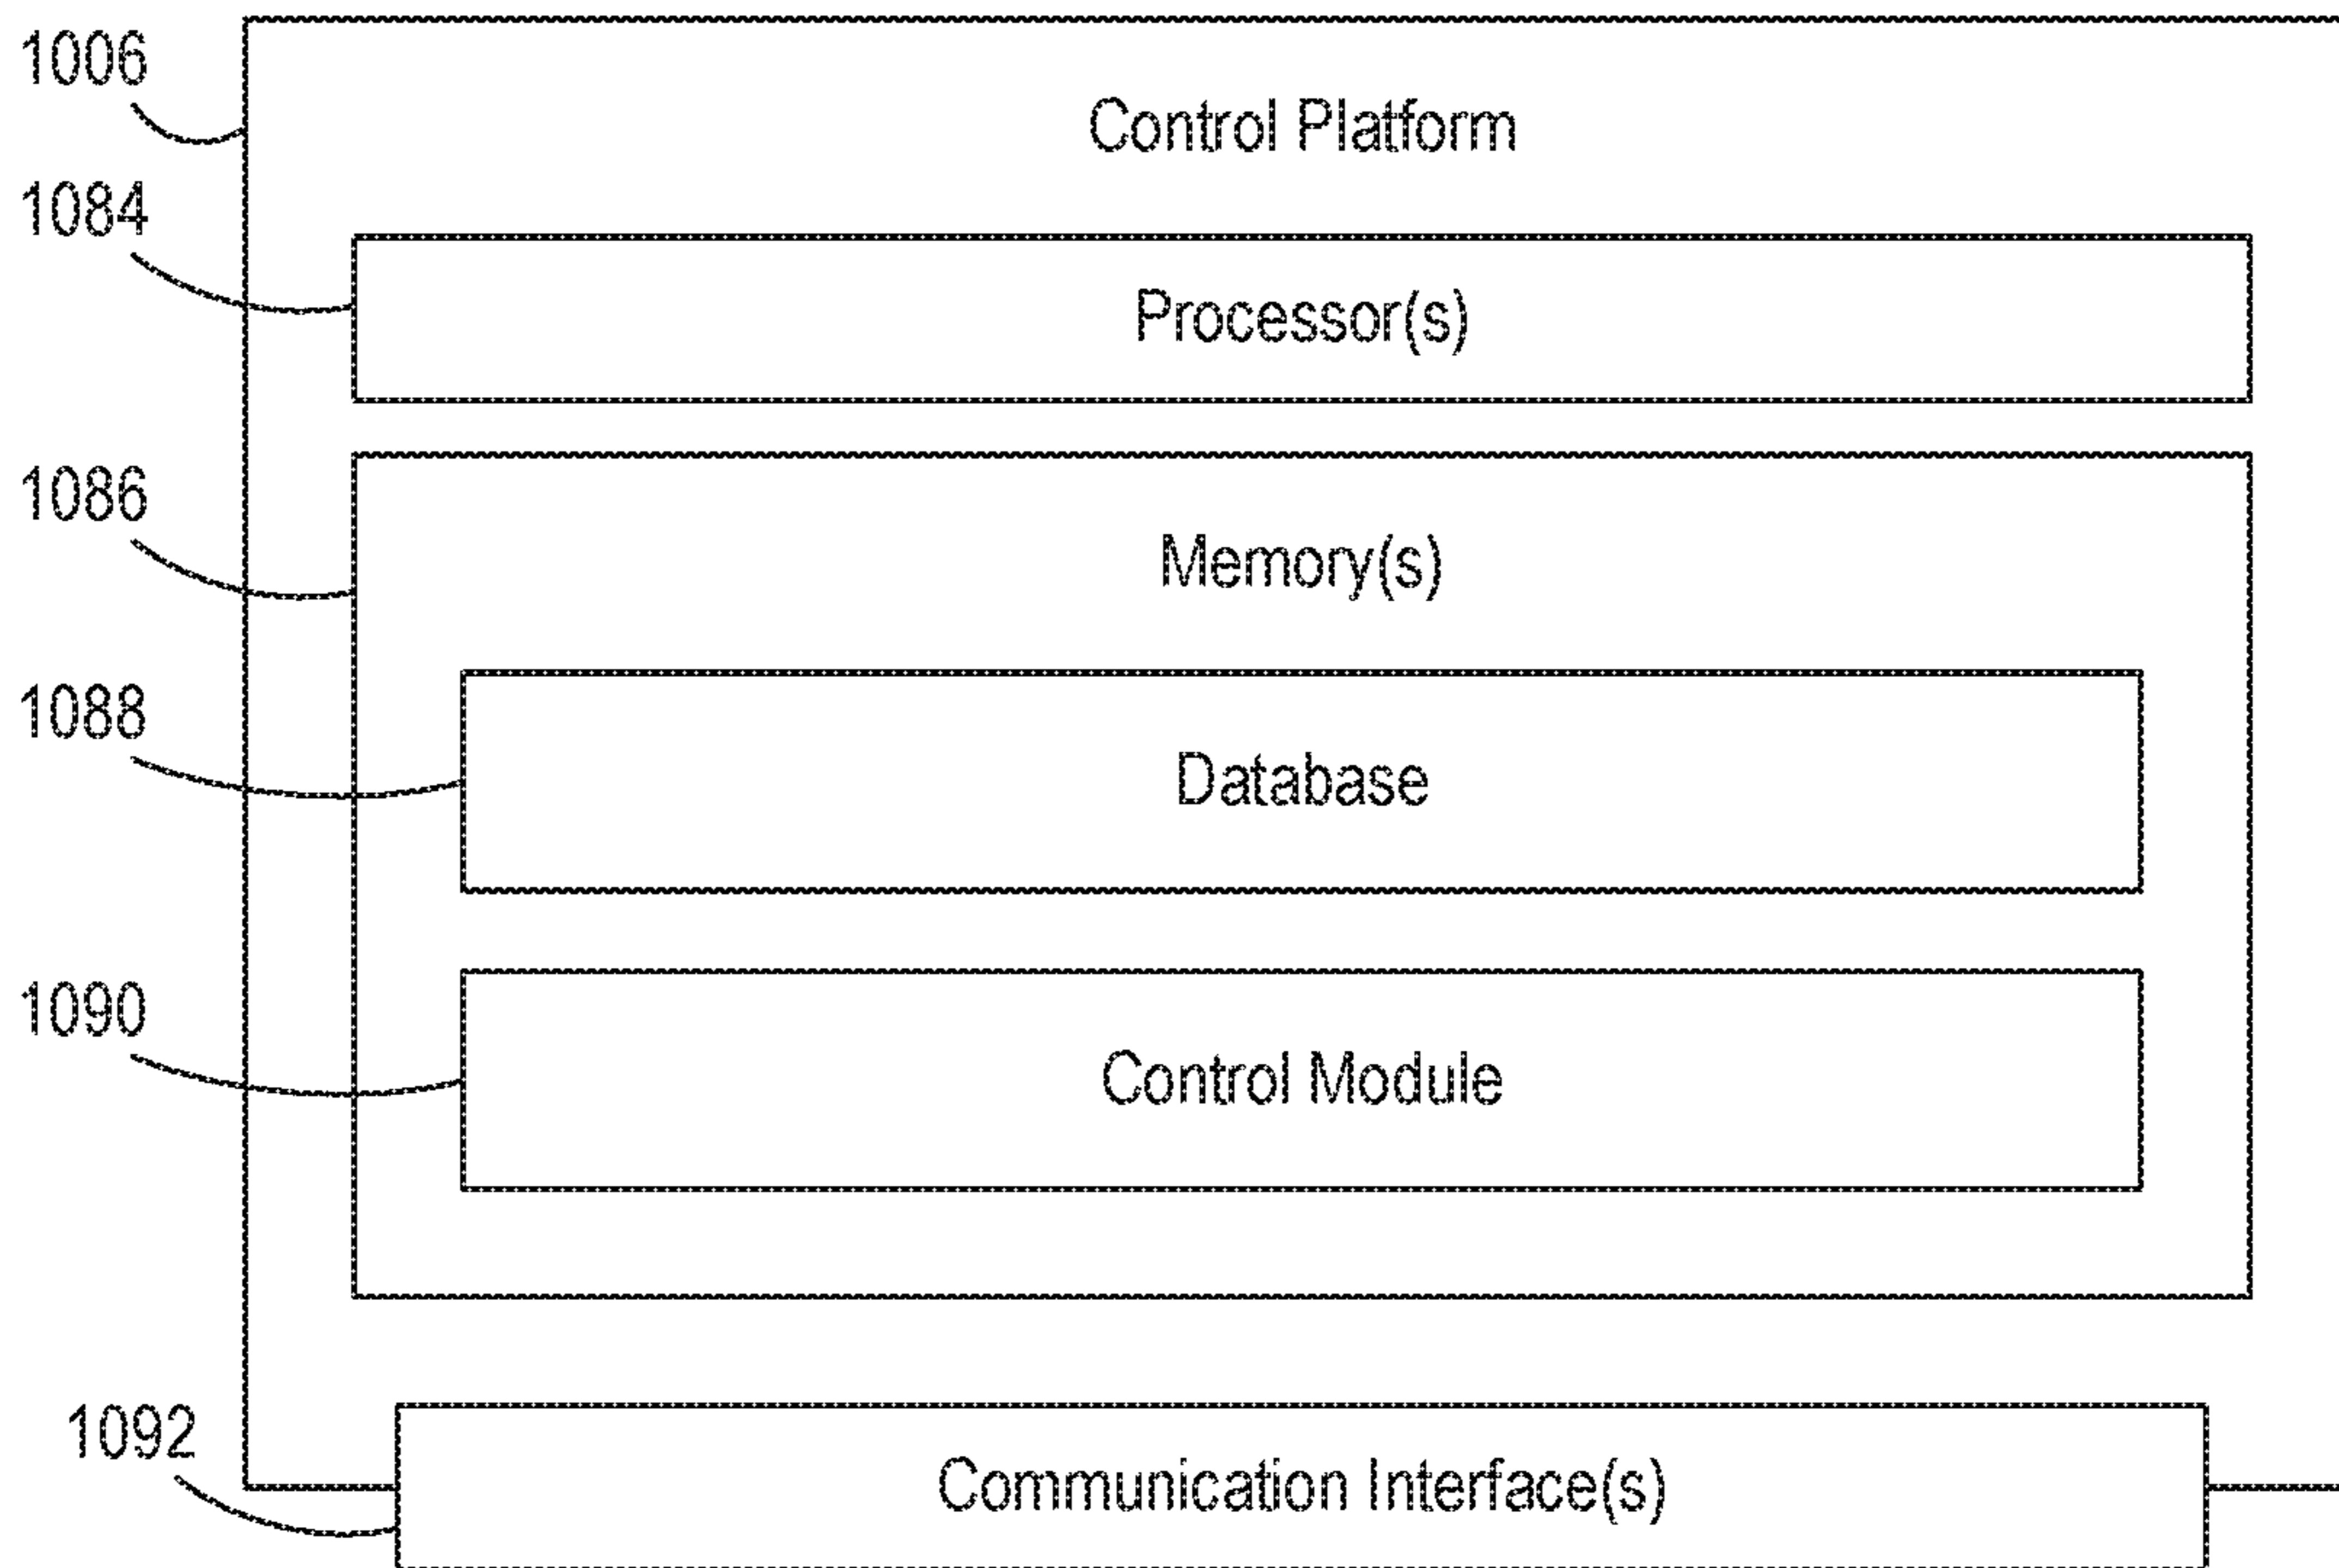 1006
Control Platform
1084
Processor(s)
1086
Memory(s)
1088
Database
1090
Control Module
1092
Communication Interface(s)